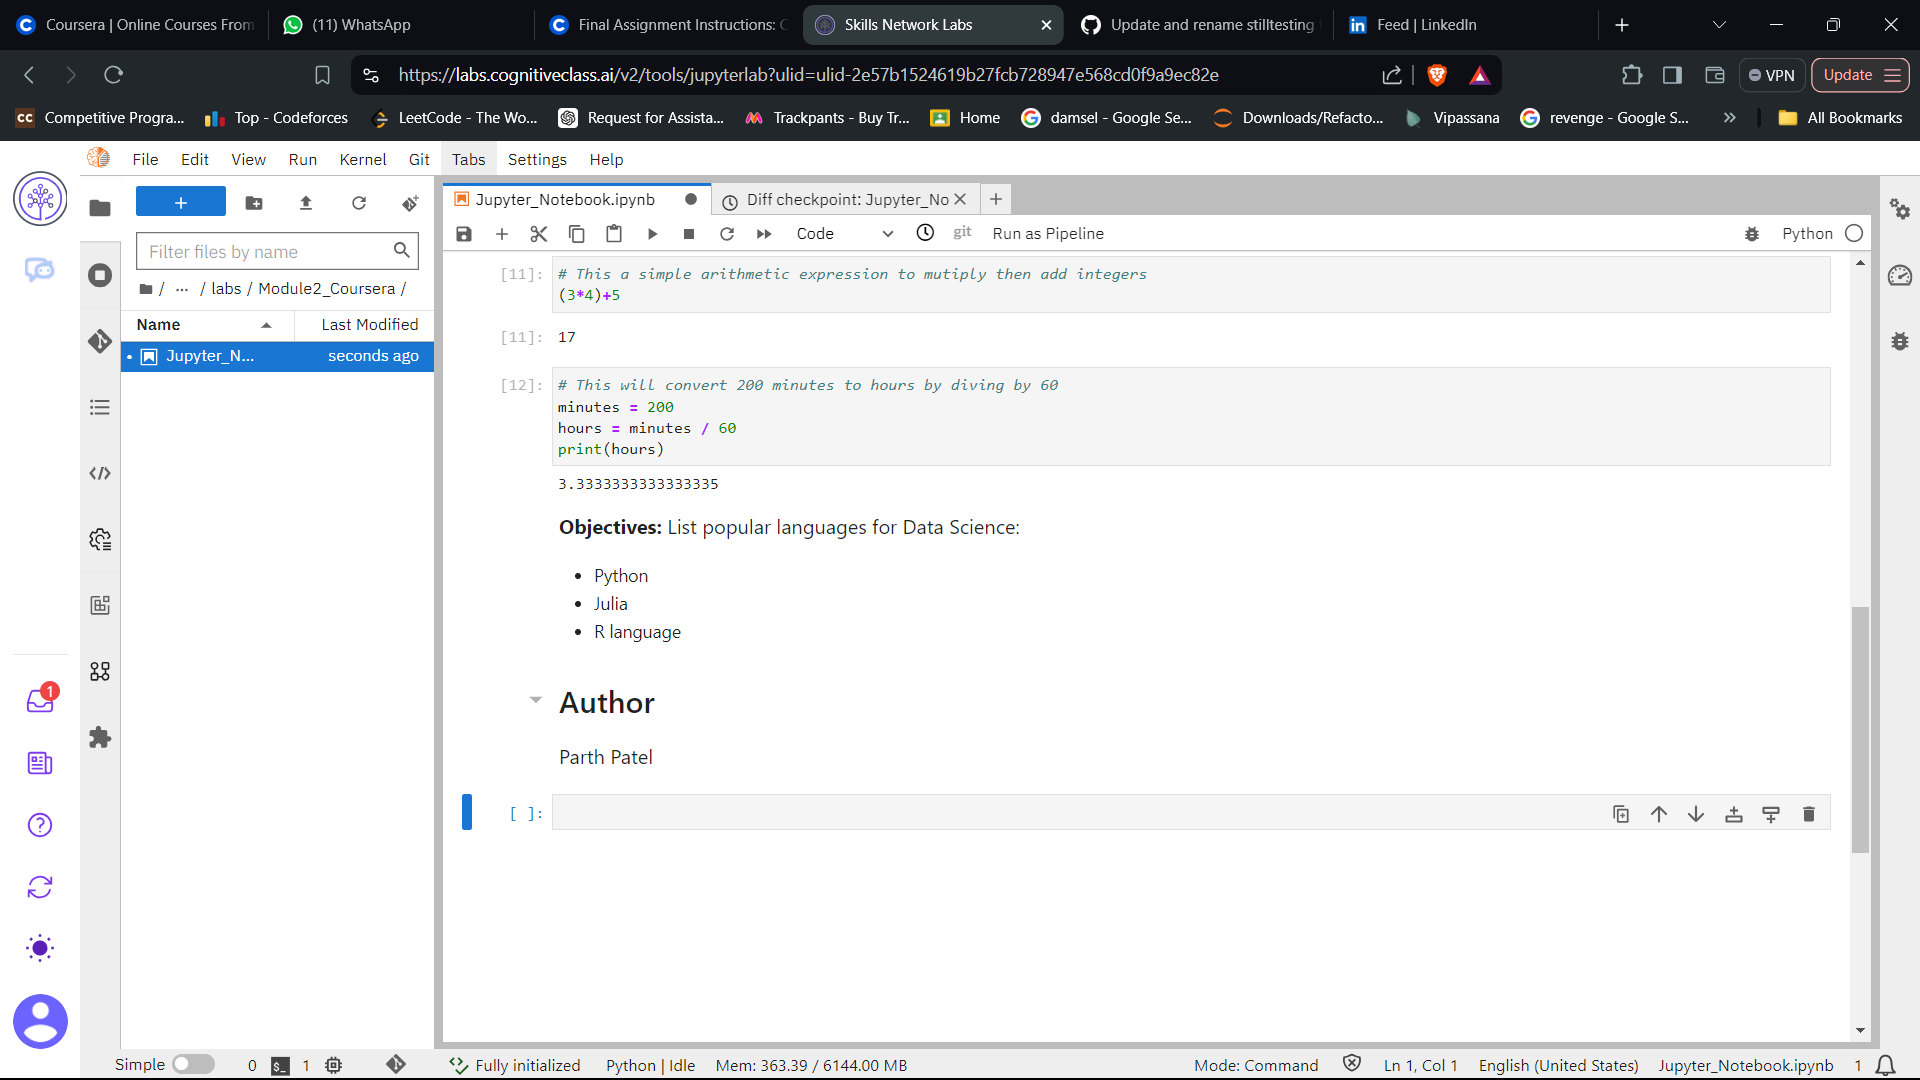 Coursera | Online Courses From
(11) WhatsApp
Final Assignment Instructions: C
Skills Network Labs
Update and rename stilltesting
Feed | LinkedIn
https://labs.cognitiveclass.ai/v2/tools/jupyterlab?ulid=ulid-2e57b1524619b27fcb728947e568cd0f9a9ec82e
VPN
Update
CC Competitive Progra...
Top - Codeforces
LeetCode - The Wo...
Request for Assista...
Trackpants - Buy Tr...
Home
damsel - Google Se...
Downloads/Refacto...
Vipassana
revenge - Google S...
»
All Bookmarks
File Edit View Run Kernel Git Tabs Settings Help
+
Filter files by name
/ ... / labs / Module2_Coursera /
Name Last Modified
Jupyter_N... seconds ago
1
Jupyter_Notebook.ipynb
Diff checkpoint: Jupyter_No
Code
git
Run as Pipeline
Python
[11]: # This a simple arithmetic expression to mutiply then add integers
(3*4)+5
[11]: 17
[12]: # This will convert 200 minutes to hours by diving by 60
minutes = 200
hours = minutes / 60
print(hours)
3.3333333333333335
Objectives: List popular languages for Data Science:
• Python
• Julia
• R language
Author
Parth Patel
[ ]:
Simple 0 $_ 1 Fully initialized Python | Idle Mem: 363.39 / 6144.00 MB Mode: Command Ln 1, Col 1 English (United States) Jupyter_Notebook.ipynb 1